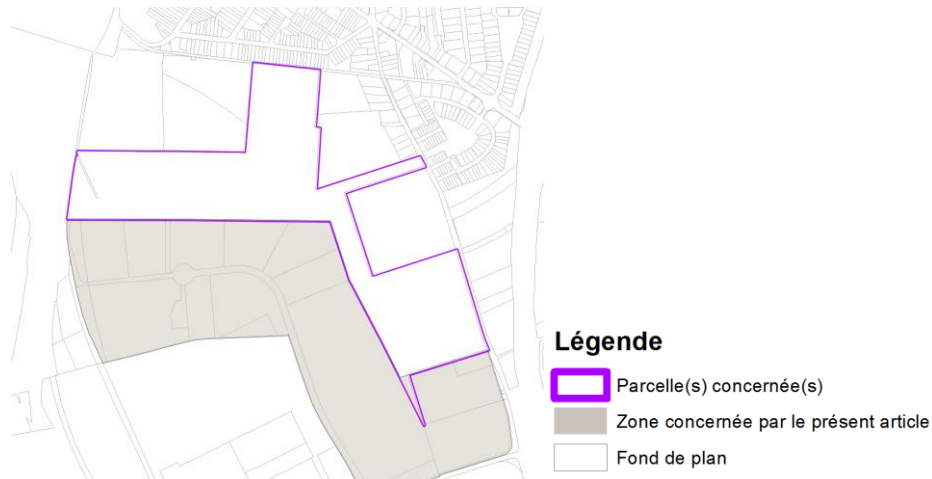 Légende
Parcelle(s) concernée(s)
Zone concernée par le présent article
Fond de plan